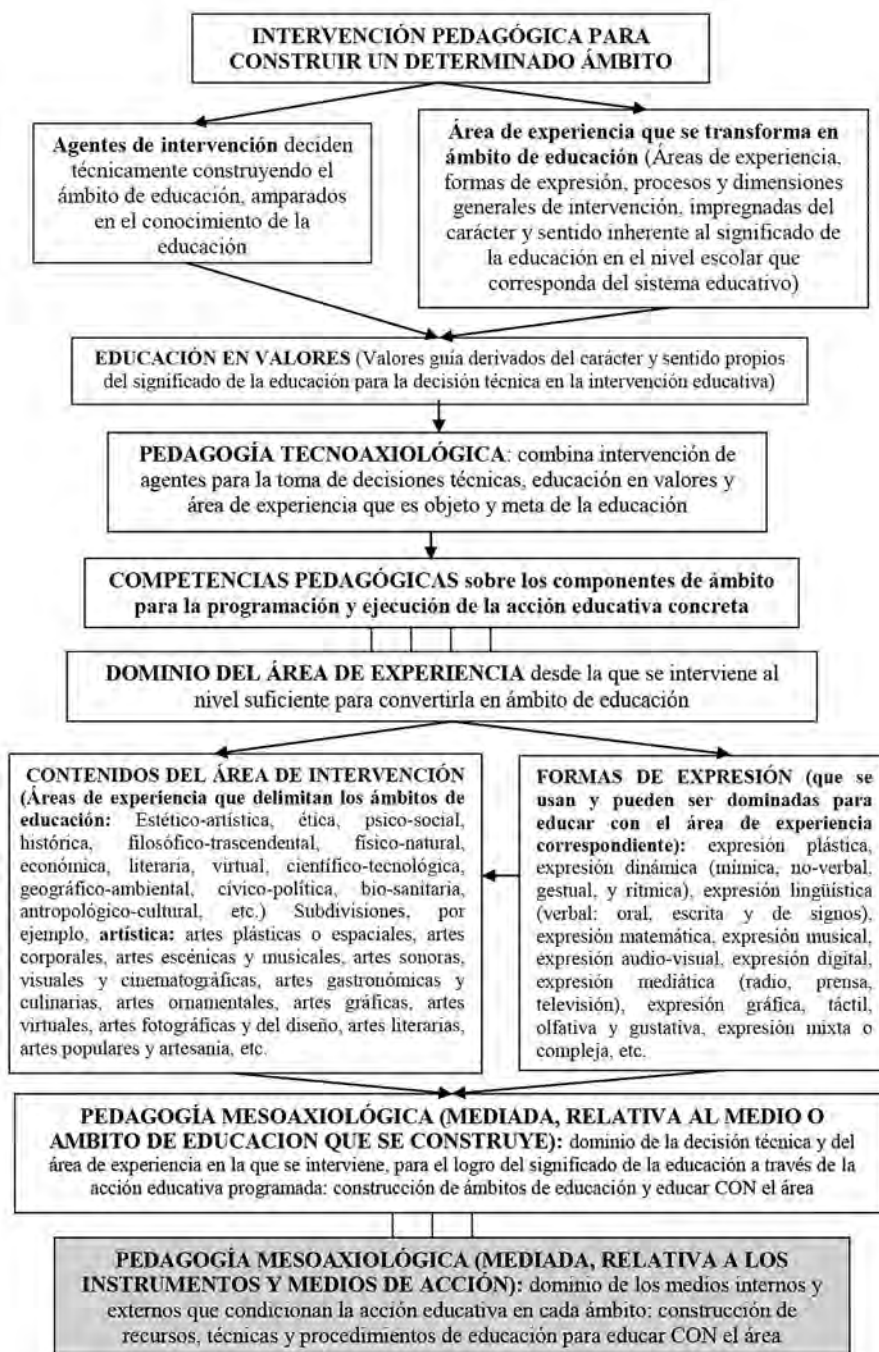 INTERVENCIÓN PEDAGÓGICA PARA
CONSTRUIR UN DETERMINADO ÁMBITO
Agentes de intervención deciden
técnicamente construyendo el
ámbito de educación, amparados
en el conocimiento de la
educación
Área de experiencia que se transforma en
ámbito de educación (Áreas de experiencia,
formas de expresión, procesos y dimensiones
generales de intervención, impregnadas del
carácter y sentido inherente al significado de
la educación en el nivel escolar que
corresponda del sistema educativo)
EDUCACIÓN EN VALORES (Valores guía derivados del carácter y sentido propios
del significado de la educación para la decisión técnica en la intervención educativa)
PEDAGOGÍA TECNOAXIOLÓGICA: combina intervención de
agentes para la toma de decisiones técnicas, educación en valores y
área de experiencia que es objeto y meta de la educación
COMPETENCIAS PEDAGÓGICAS sobre los componentes de ámbito
para la programación y ejecución de la acción educativa concreta
DOMINIO DEL ÁREA DE EXPERIENCIA desde la que se interviene al
nivel suficiente para convertirla en ámbito de educación
CONTENIDOS DEL ÁREA DE INTERVENCIÓN
(Áreas de experiencia que delimitan los ámbitos de
educación: Estético-artística, ética, psico-social,
histórica, filosófico-trascendental, físico-natural,
económica, literaria, virtual, científico-tecnológica,
geográfico-ambiental, cívico-política, bio-sanitaria,
antropológico-cultural, etc.) Subdivisiones, por
ejemplo, artística: artes plásticas o espaciales, artes
corporales, artes escénicas y musicales, artes sonoras,
visuales y cinematográficas, artes gastronómicas y
culinarias, artes ornamentales, artes gráficas, artes
virtuales, artes fotográficas y del diseño, artes literarias,
artes populares y artesanía, etc.
FORMAS DE EXPRESIÓN (que se
usan y pueden ser dominadas para
educar con el área de experiencia
correspondiente): expresión plástica,
expresión dinámica (mímica, no-verbal,
gestual, y rítmica), expresión lingüística
(verbal: oral, escrita y de signos),
expresión matemática, expresión musical,
expresión audio-visual, expresión digital,
expresión mediática (radio, prensa,
televisión), expresión gráfica, táctil,
olfativa y gustativa, expresión mixta o
compleja, etc.
PEDAGOGÍA MESOAXIOLÓGICA (MEDIADA, RELATIVA AL MEDIO O
AMBITO DE EDUCACION QUE SE CONSTRUYE): dominio de la decisión técnica y del
área de experiencia en la que se interviene, para el logro del significado de la educación a través de la
acción educativa programada: construcción de ámbitos de educación y educar CON el área
PEDAGOGÍA MESOAXIOLÓGICA (MEDIADA, RELATIVA A LOS
INSTRUMENTOS Y MEDIOS DE ACCIÓN): dominio de los medios internos y
externos que condicionan la acción educativa en cada ámbito: construcción de
recursos, técnicas y procedimientos de educación para educar CON el área